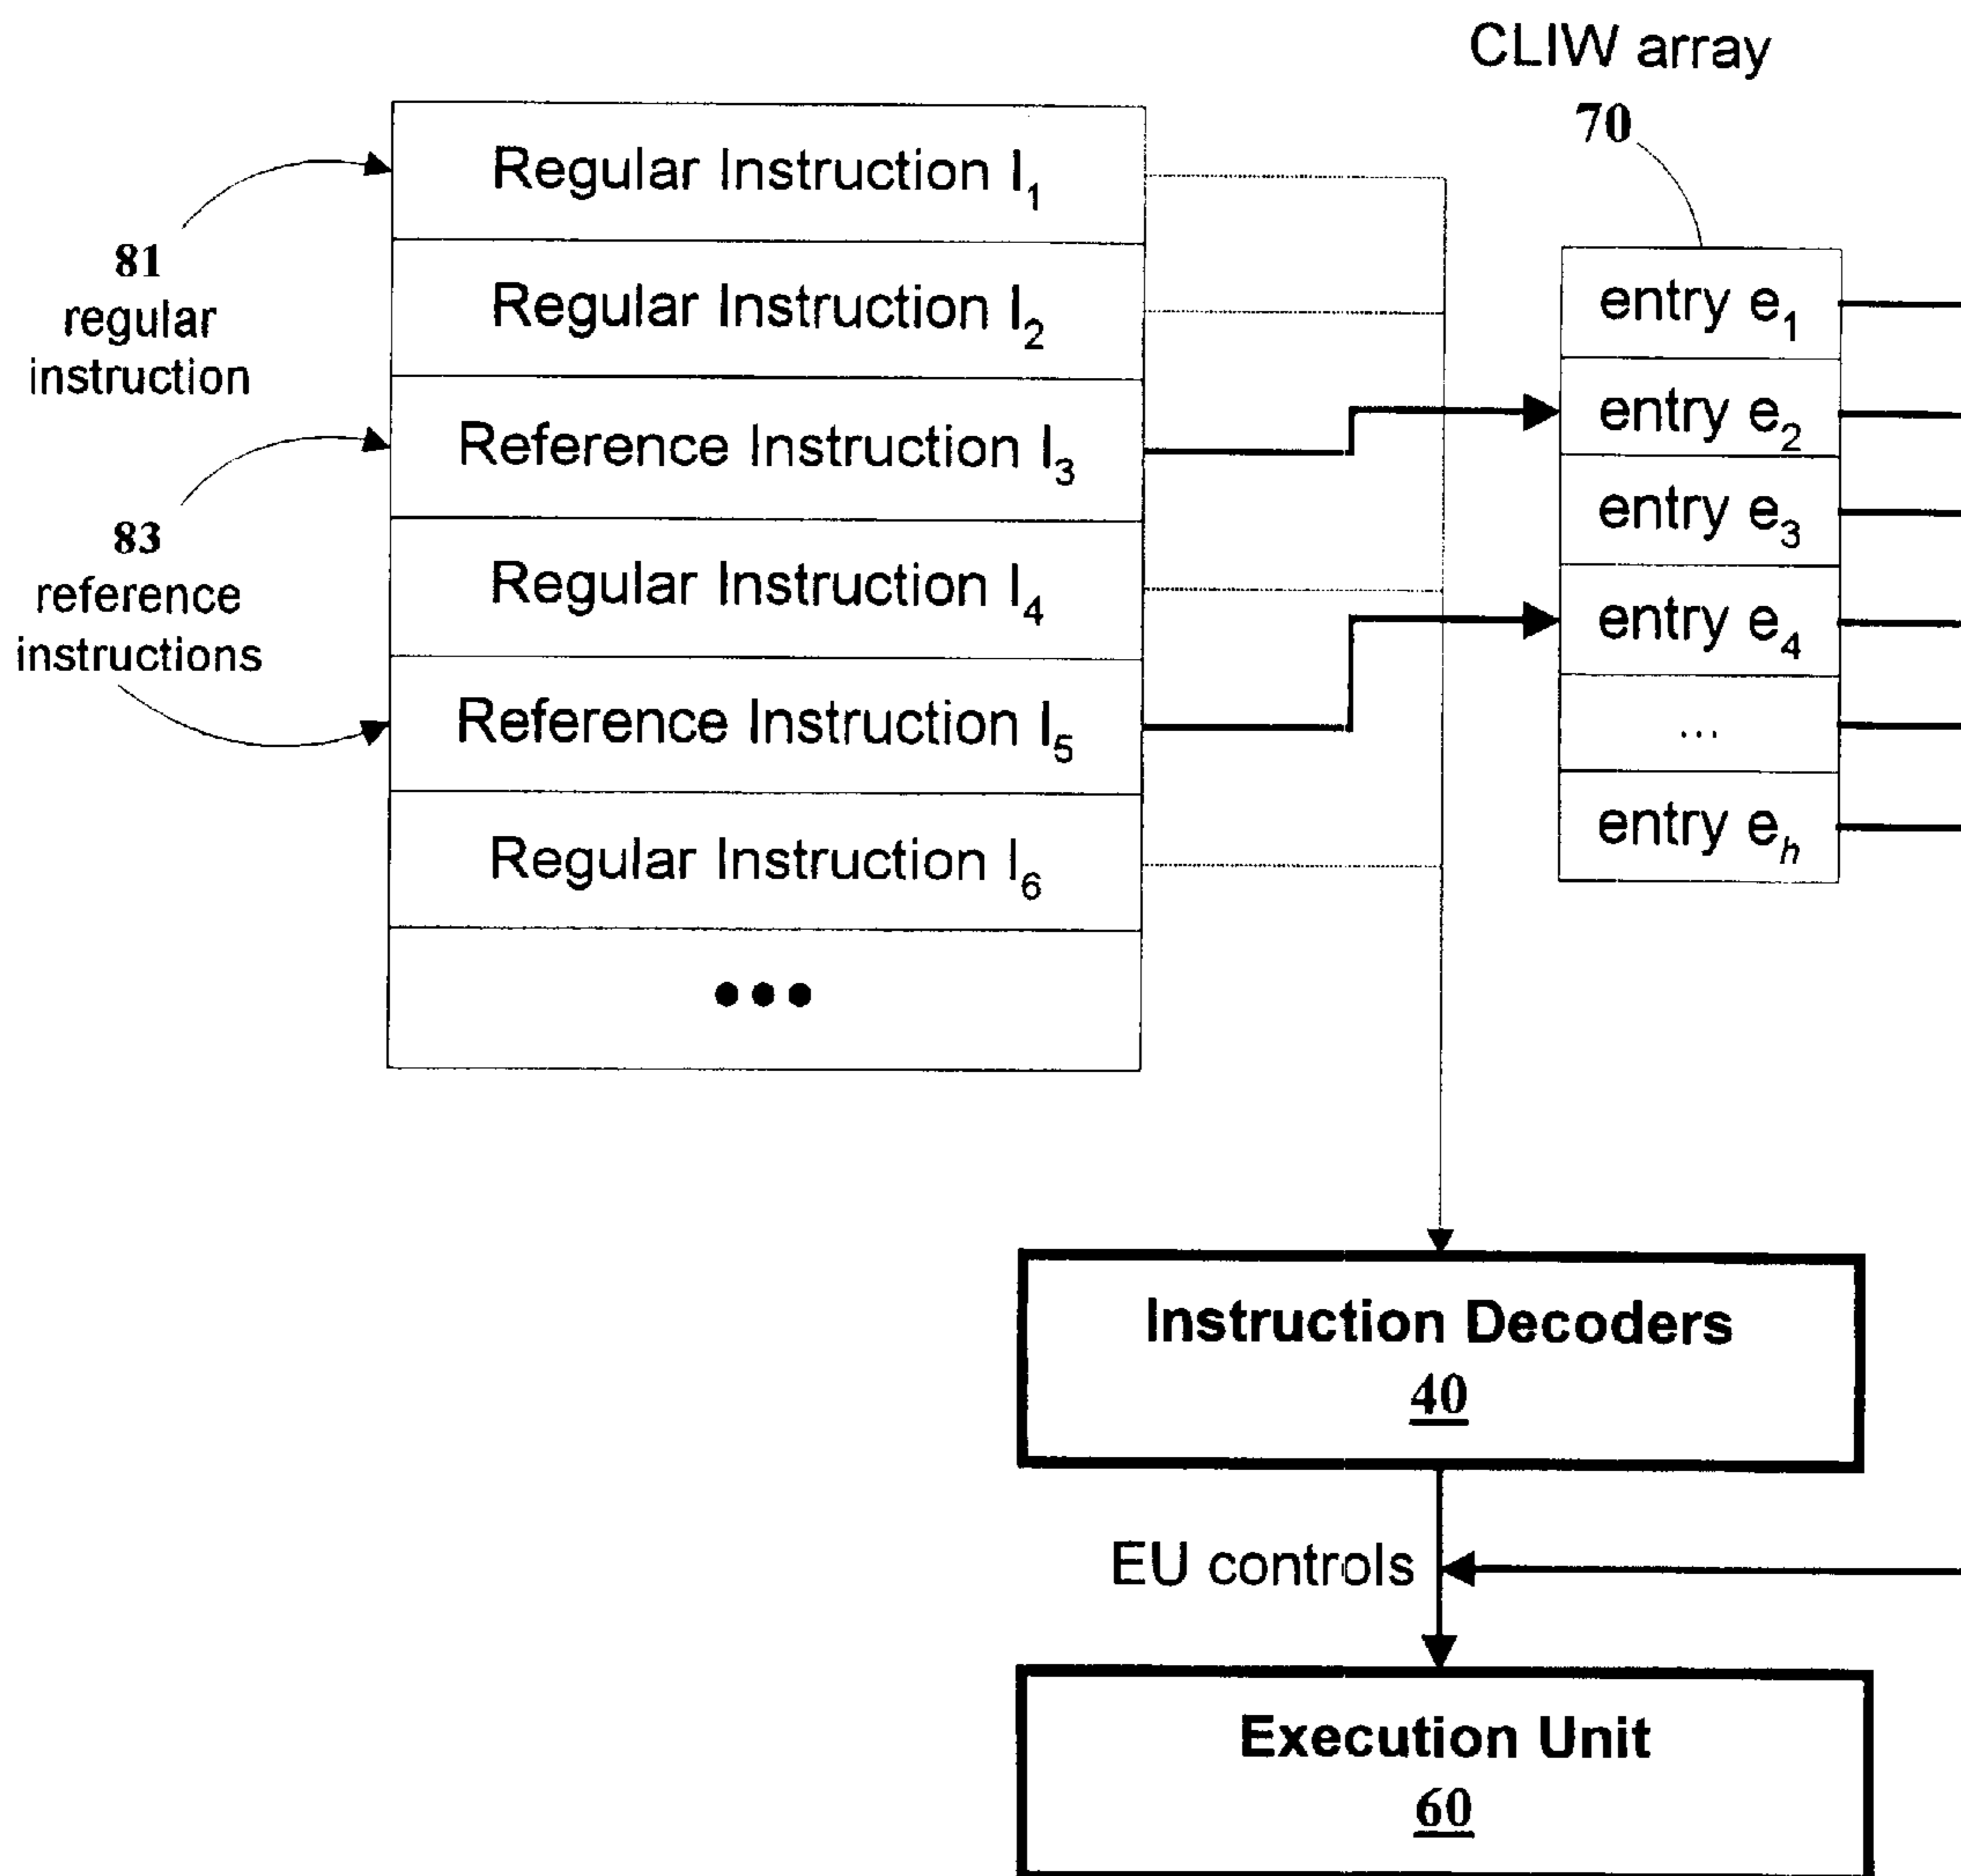 CLIW array
70
81
regular
instruction
83
reference
instructions
Regular Instruction I₁
Regular Instruction I₂
Reference Instruction I₃
Regular Instruction I₄
Reference Instruction I₅
Regular Instruction I₆
•••
entry e₁
entry e₂
entry e₃
entry e₄
...
entry eₕ
Instruction Decoders
40
EU controls
Execution Unit
60